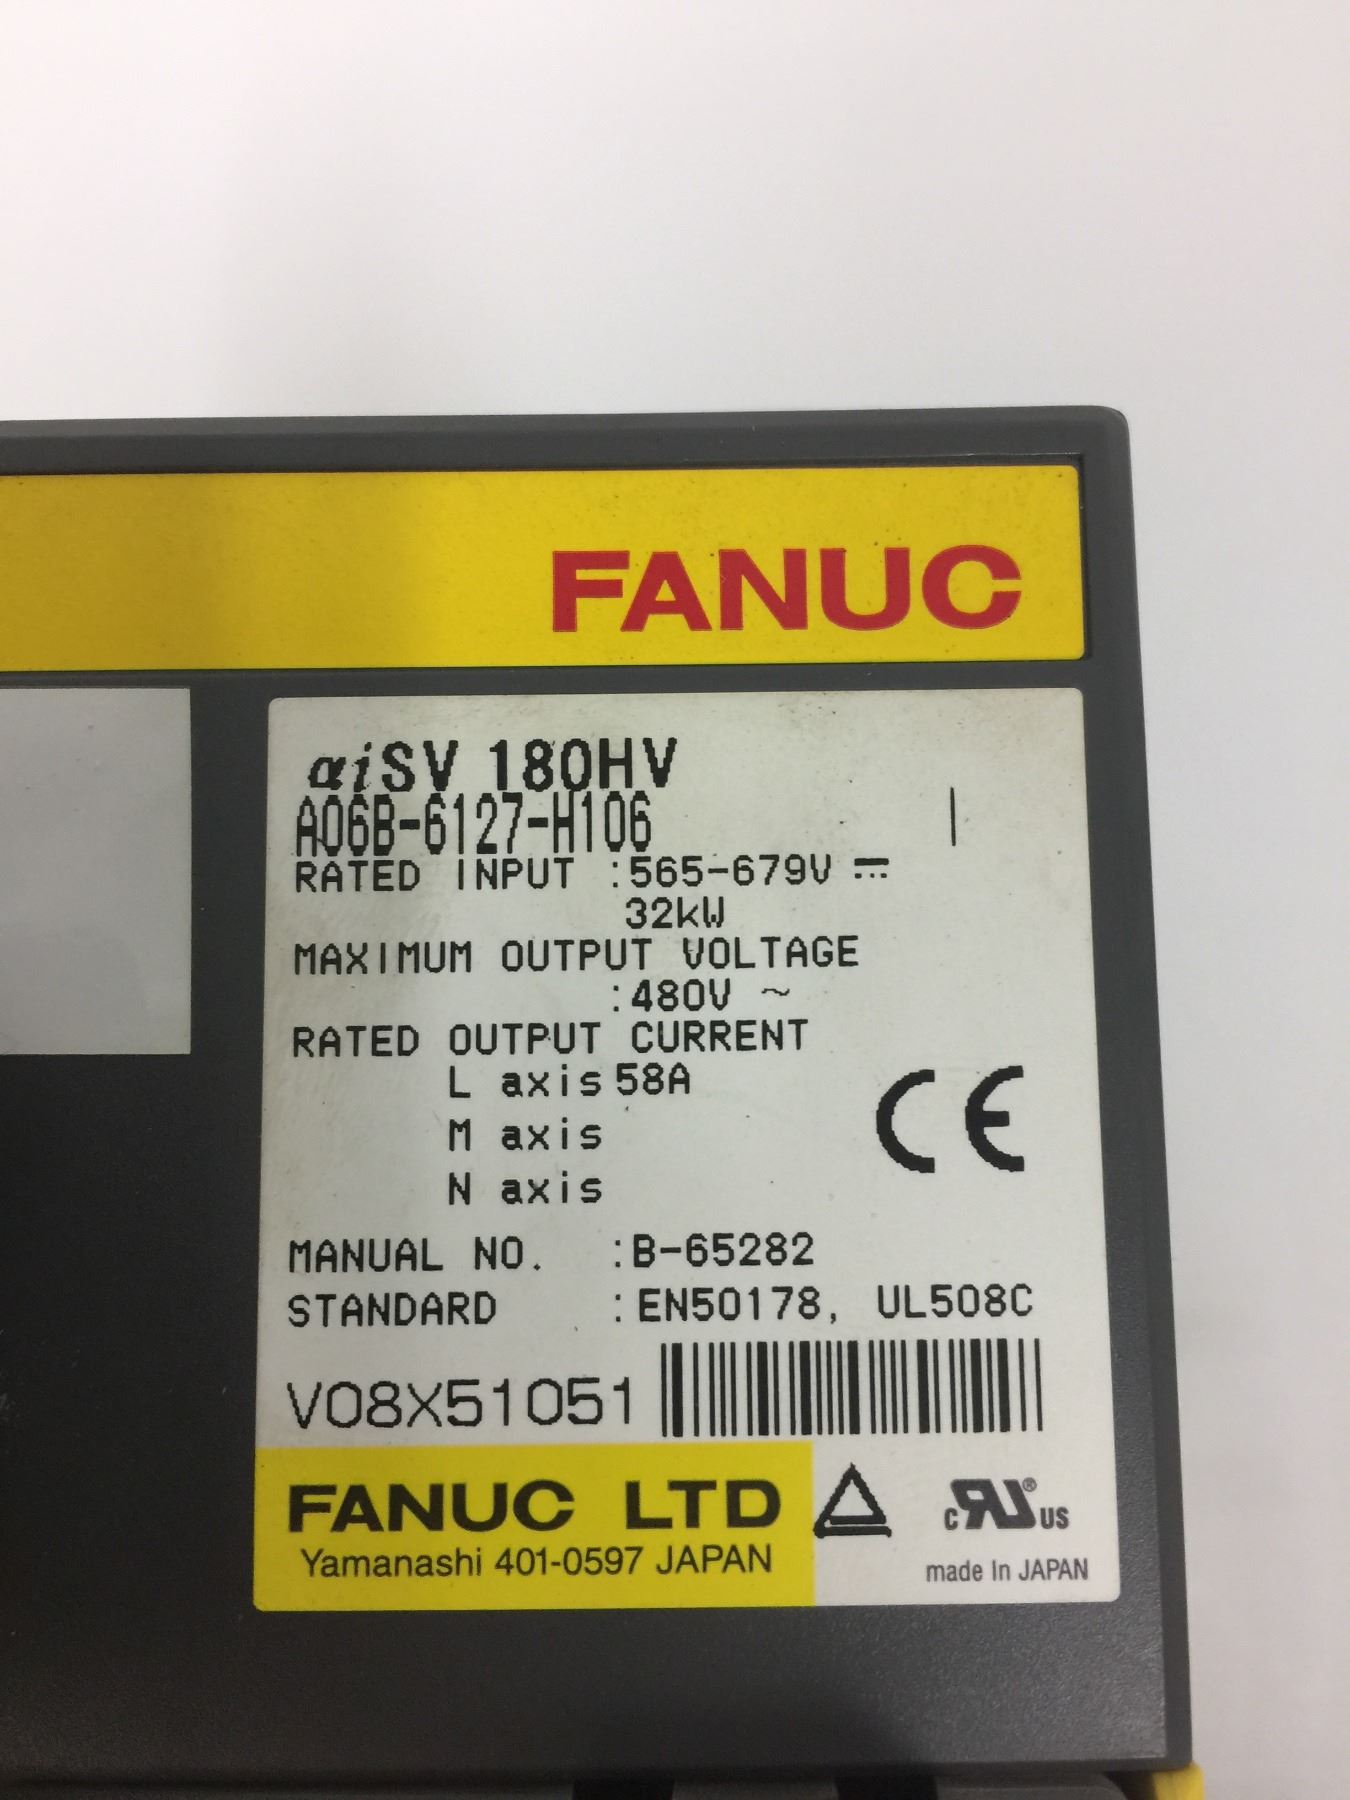 FANUC
αiSV 180HV
A06B-6127-H106 I
RATED INPUT :565-679V ⎓
32kW
MAXIMUM OUTPUT VOLTAGE
:480V ~
RATED OUTPUT CURRENT
L axis 58A
M axis
N axis
CE
MANUAL NO. :B-65282
STANDARD :EN50178, UL508C
V08X51051
FANUC LTD
Yamanashi 401-0597 JAPAN
c RU ® US
made In JAPAN